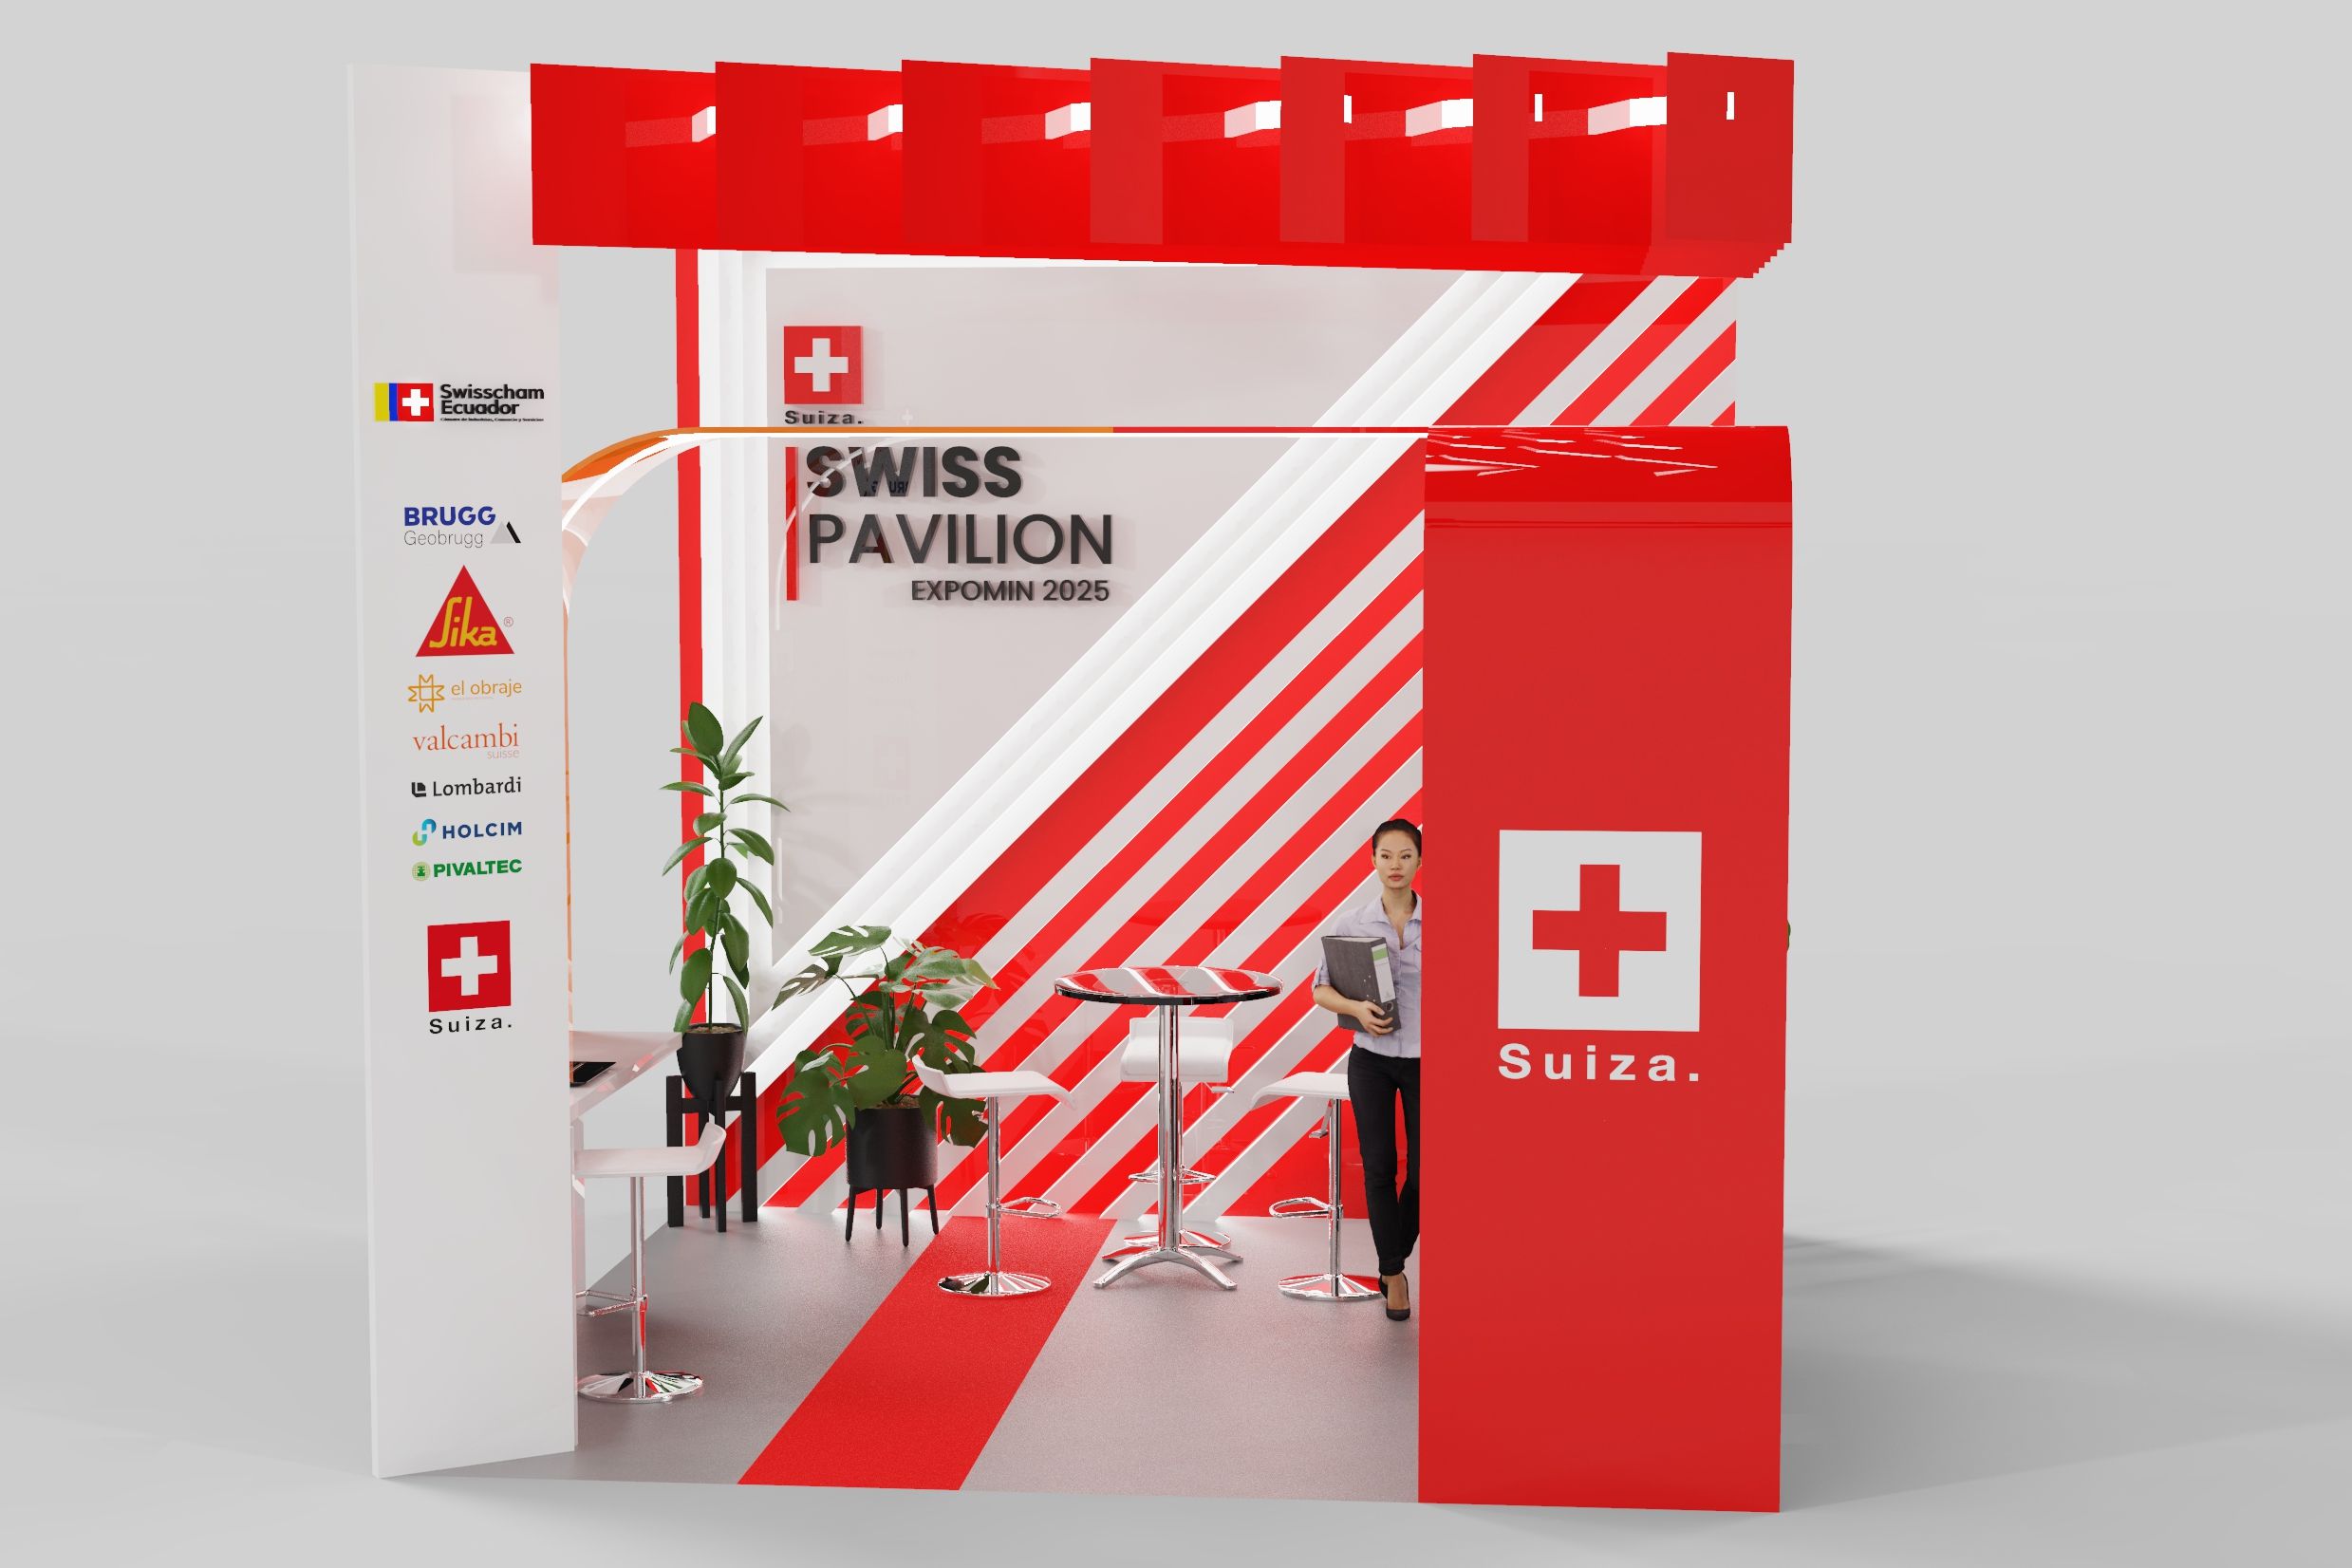 Swisscham
Ecuador
BRUGG
Geobrugg
Sika®
el obraje
valcambi
suisse
Lombardi
HOLCIM
PIVALTEC
Suiza.
Suiza.
SWISS
PAVILION
EXPOMIN 2025
Suiza.